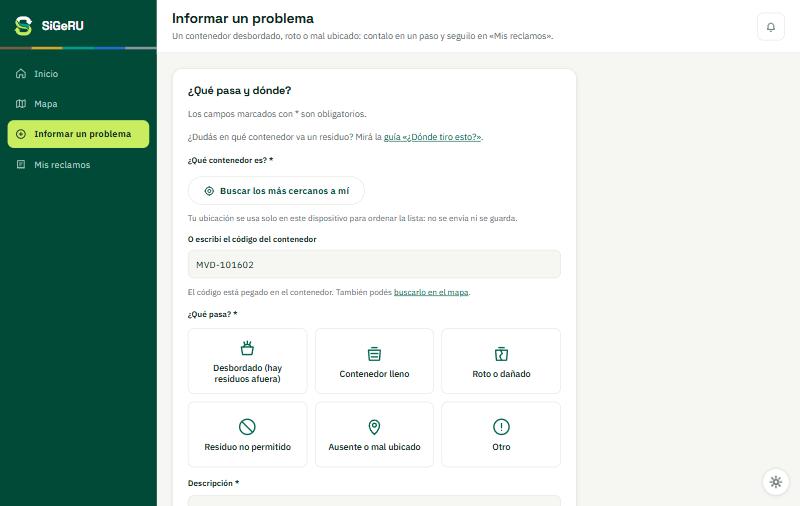 SiGeRU
Inicio
Mapa
Informar un problema
Mis reclamos
Informar un problema
Un contenedor desbordado, roto o mal ubicado: contalo en un paso y seguilo en «Mis reclamos».
¿Qué pasa y dónde?
Los campos marcados con * son obligatorios.
¿Dudás en qué contenedor va un residuo? Mirá la guía «¿Dónde tiro esto?».
¿Qué contenedor es? *
Buscar los más cercanos a mí
Tu ubicación se usa solo en este dispositivo para ordenar la lista: no se envía ni se guarda.
O escribí el código del contenedor
MVD-101602
El código está pegado en el contenedor. También podés buscarlo en el mapa.
¿Qué pasa? *
Desbordado (hay
residuos afuera)
Contenedor lleno
Roto o dañado
Residuo no permitido
Ausente o mal ubicado
Otro
Descripción *